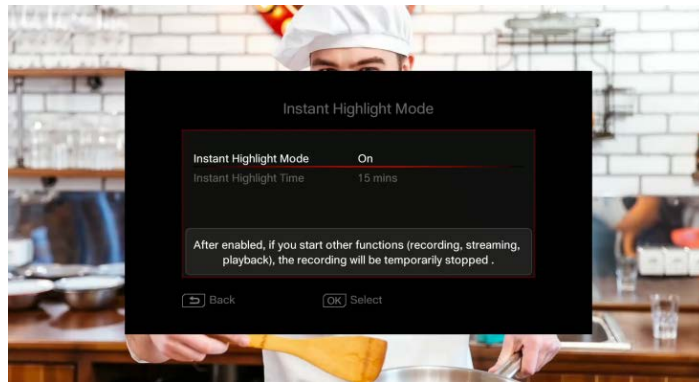 Instant Highlight Mode
Instant Highlight Mode On
Instant Highlight Time 15 mins
After enabled, if you start other functions (recording, streaming,
playback), the recording will be temporarily stopped .
Back OK Select